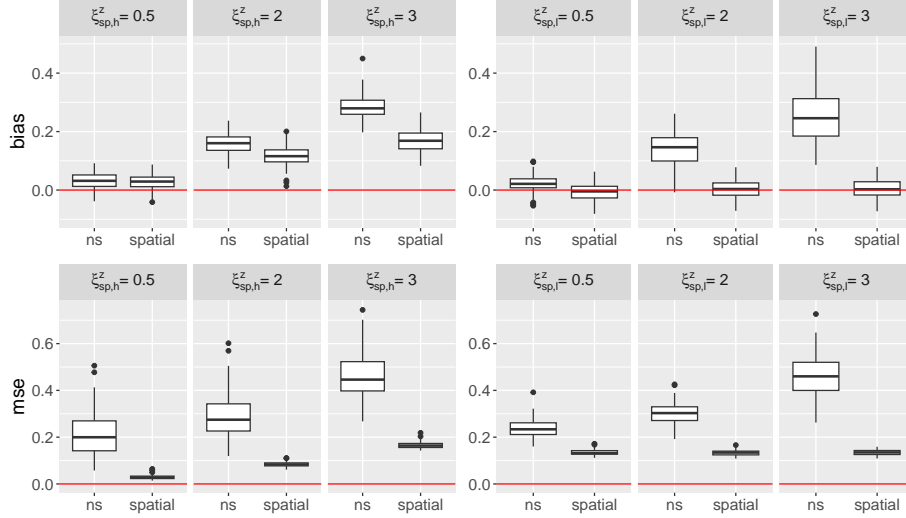 ξ^z_sp,h = 0.5 ξ^z_sp,h = 2 ξ^z_sp,h = 3 ξ^z_sp,l = 0.5 ξ^z_sp,l = 2 ξ^z_sp,l = 3
0.4
0.2
0.0
bias
ns spatial ns spatial ns spatial ns spatial ns spatial ns spatial
ξ^z_sp,h = 0.5 ξ^z_sp,h = 2 ξ^z_sp,h = 3 ξ^z_sp,l = 0.5 ξ^z_sp,l = 2 ξ^z_sp,l = 3
0.6
0.4
0.2
0.0
mse
ns spatial ns spatial ns spatial ns spatial ns spatial ns spatial